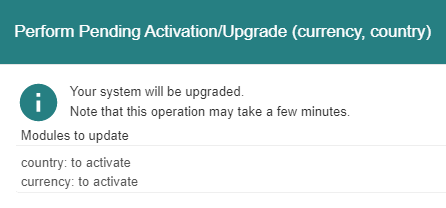 Perform Pending Activation/Upgrade (currency, country)
Your system will be upgraded.
Note that this operation may take a few minutes.
Modules to update
country: to activate
currency: to activate